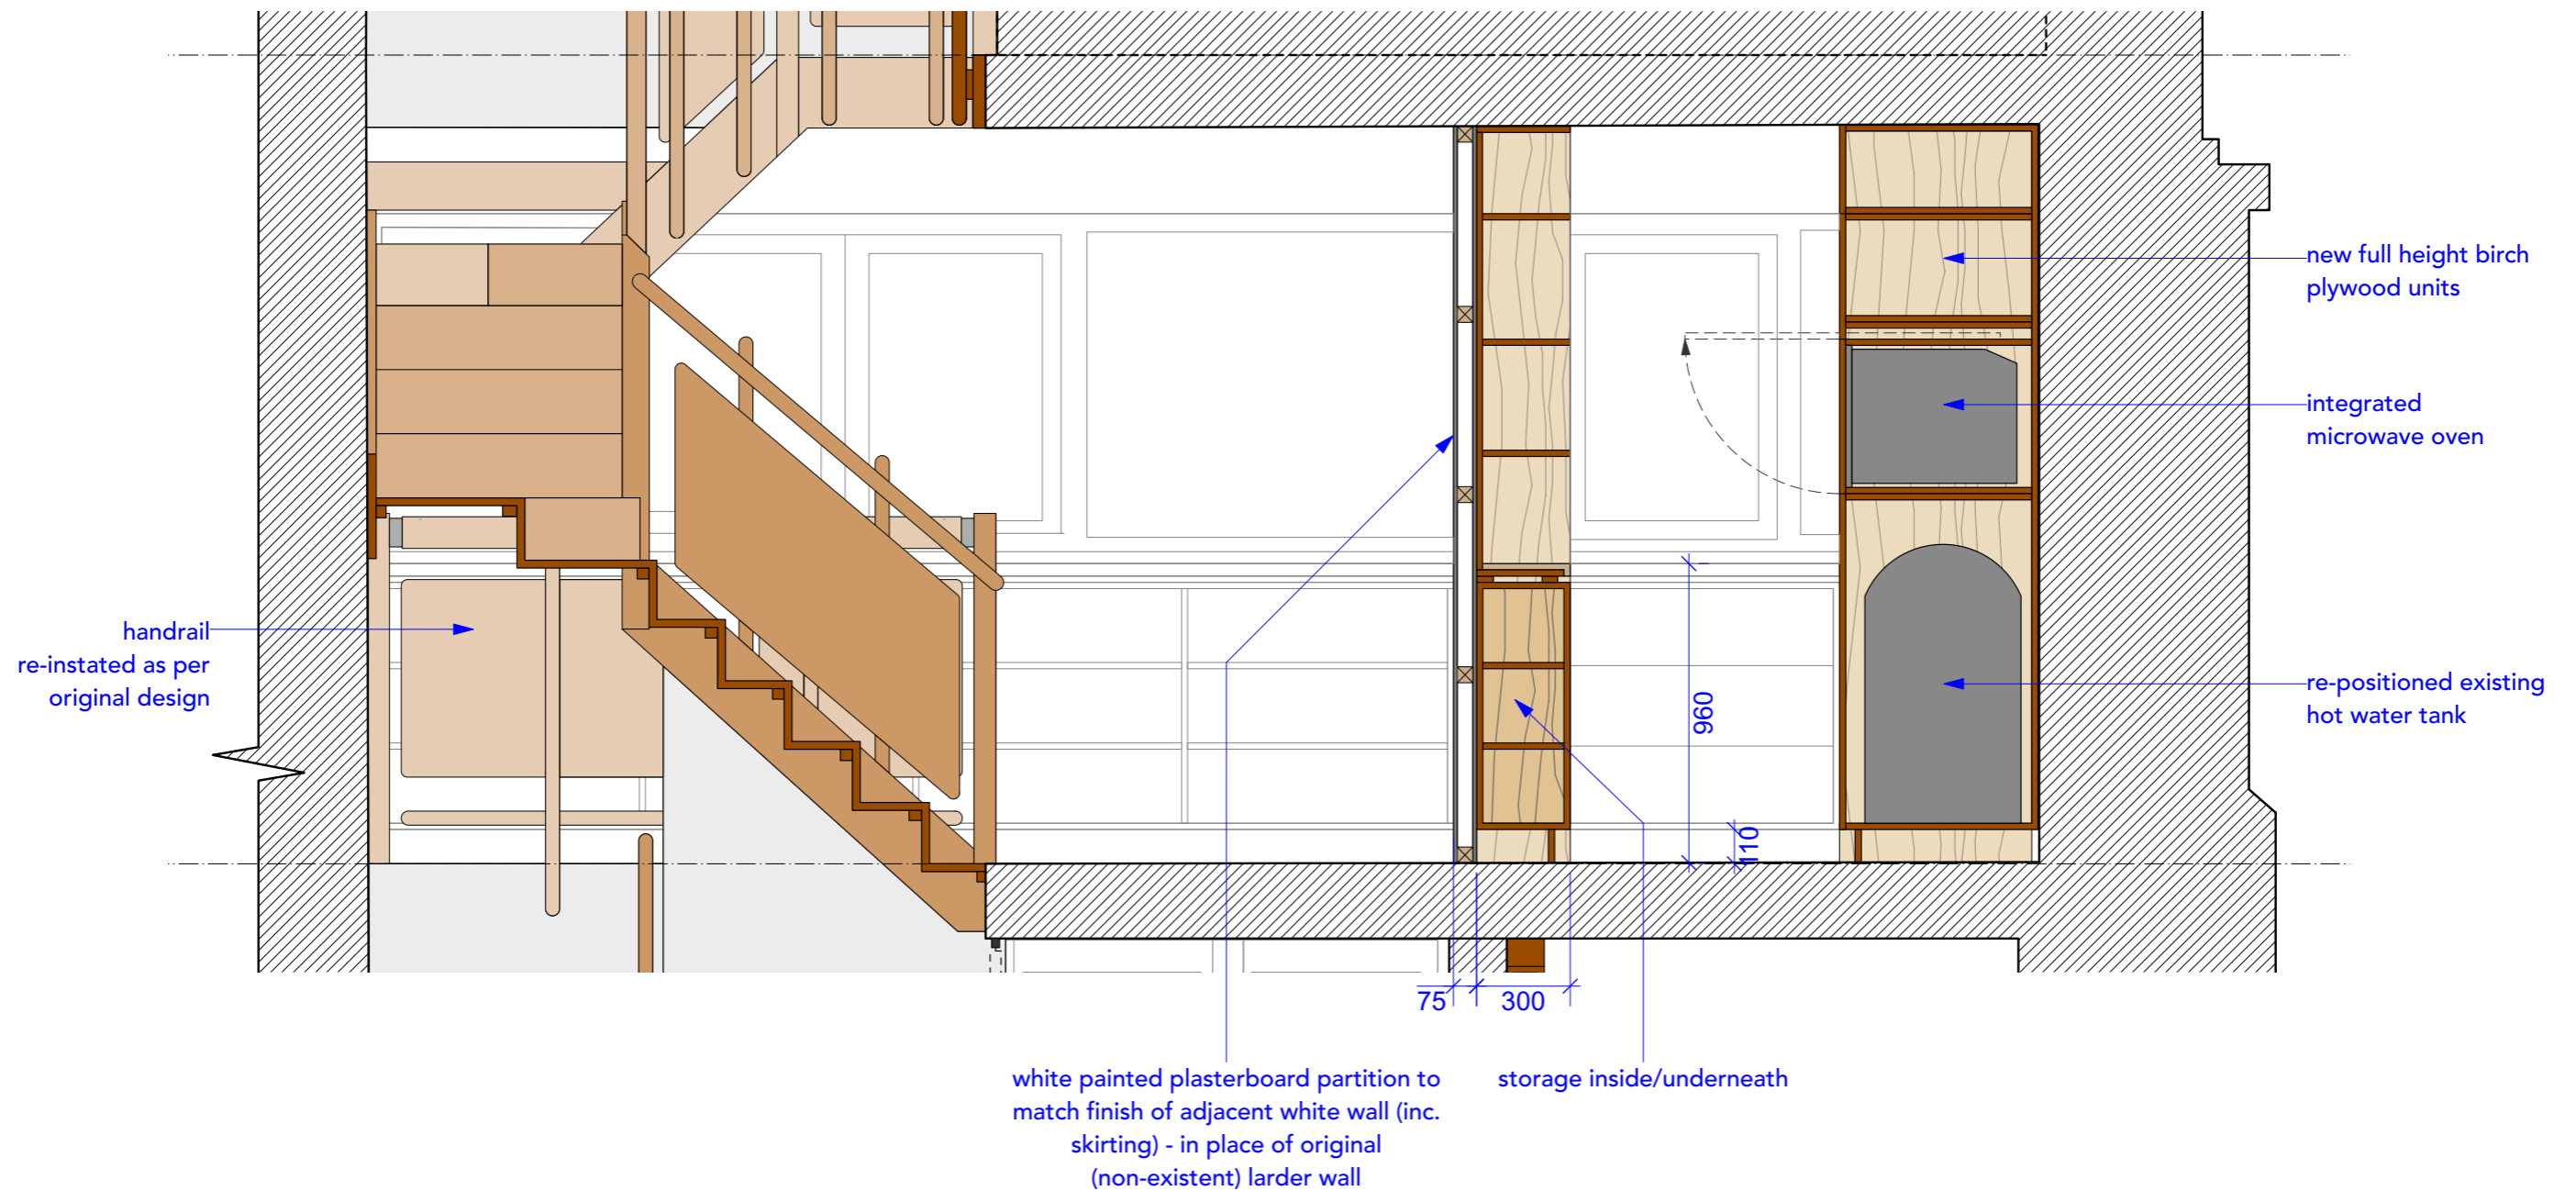 new full height birch
plywood units
integrated
microwave oven
handrail
re-instated as per
original design
re-positioned existing
hot water tank
960
110
75
300
white painted plasterboard partition to
match finish of adjacent white wall (inc.
skirting) - in place of original
(non-existent) larder wall
storage inside/underneath